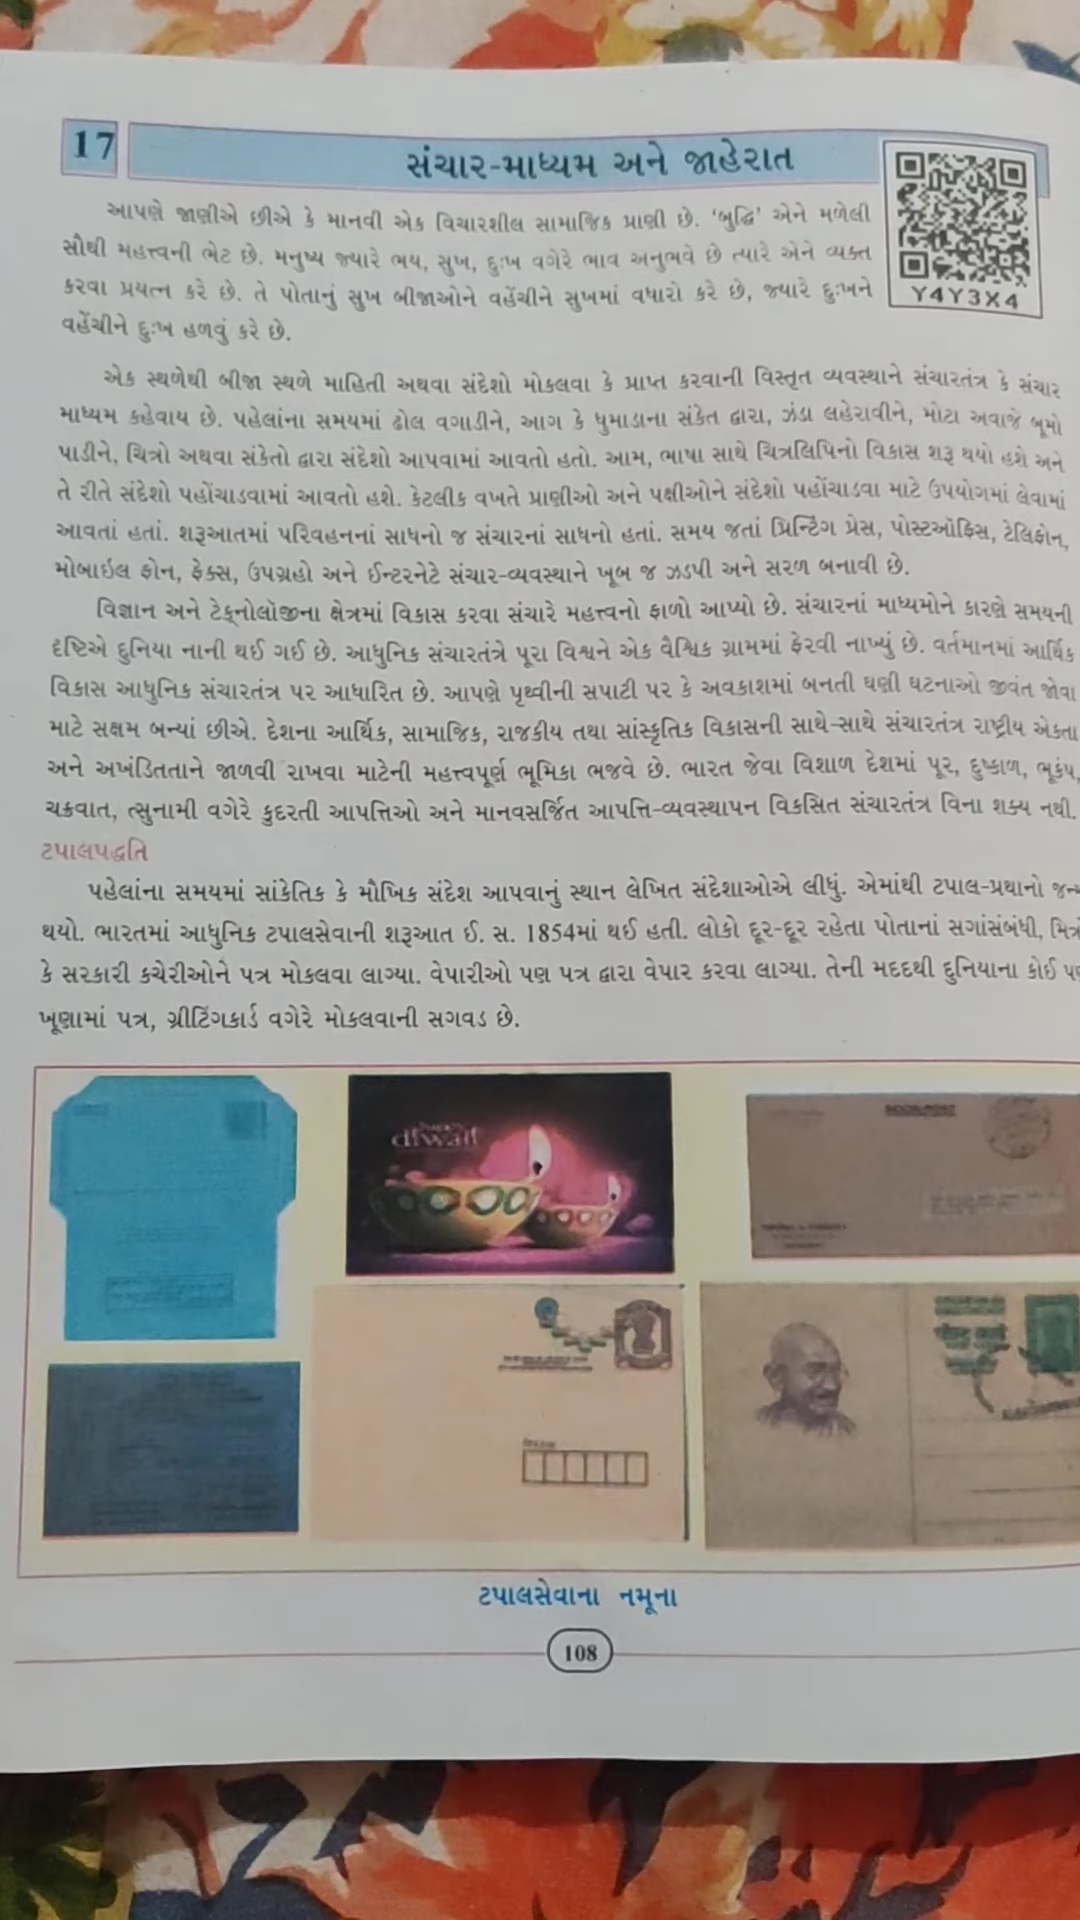 17
સંચાર-માધ્યમ અને જાહેરાત
આપણે જાણીએ છીએ કે માનવી એક વિચારશીલ સામાજિક પ્રાણી છે. ‘બુદ્ધિ’ એને મળેલી
સૌથી મહત્ત્વની ભેટ છે. મનુષ્ય જ્યારે ભય, સુખ, દુઃખ વગેરે ભાવ અનુભવે છે ત્યારે એને વ્યક્ત
કરવા પ્રયત્ન કરે છે. તે પોતાનું સુખ બીજાઓને વહેંચીને સુખમાં વધારો કરે છે, જ્યારે દુઃખને
વહેંચીને દુઃખ હળવું કરે છે.
Y4Y3X4
એક સ્થળેથી બીજા સ્થળે માહિતી અથવા સંદેશો મોકલવા કે પ્રાપ્ત કરવાની વિસ્તૃત વ્યવસ્થાને સંચારતંત્ર કે સંચાર
માધ્યમ કહેવાય છે. પહેલાંના સમયમાં ઢોલ વગાડીને, આગ કે ધુમાડાના સંકેત દ્વારા, ઝંડા લહેરાવીને, મોટા અવાજે બૂમો
પાડીને, ચિત્રો અથવા સંકેતો દ્વારા સંદેશો આપવામાં આવતો હતો. આમ, ભાષા સાથે ચિત્રલિપિનો વિકાસ શરૂ થયો હશે અને
તે રીતે સંદેશો પહોંચાડવામાં આવતો હશે. કેટલીક વખતે પ્રાણીઓ અને પક્ષીઓને સંદેશો પહોંચાડવા માટે ઉપયોગમાં લેવામાં
આવતાં હતાં. શરૂઆતમાં પરિવહનનાં સાધનો જ સંચારનાં સાધનો હતાં. સમય જતાં પ્રિન્ટિંગ પ્રેસ, પોસ્ટઑફિસ, ટેલિફોન,
મોબાઇલ ફોન, ફેક્સ, ઉપગ્રહો અને ઈન્ટરનેટે સંચાર-વ્યવસ્થાને ખૂબ જ ઝડપી અને સરળ બનાવી છે.
વિજ્ઞાન અને ટેક્નોલૉજીના ક્ષેત્રમાં વિકાસ કરવા સંચારે મહત્ત્વનો ફાળો આપ્યો છે. સંચારનાં માધ્યમોને કારણે સમયની
દૃષ્ટિએ દુનિયા નાની થઈ ગઈ છે. આધુનિક સંચારતંત્રે પૂરા વિશ્વને એક વૈશ્વિક ગ્રામમાં ફેરવી નાખ્યું છે. વર્તમાનમાં આર્થિક
વિકાસ આધુનિક સંચારતંત્ર પર આધારિત છે. આપણે પૃથ્વીની સપાટી પર કે અવકાશમાં બનતી ઘણી ઘટનાઓ જીવંત જોવા
માટે સક્ષમ બન્યાં છીએ. દેશના આર્થિક, સામાજિક, રાજકીય તથા સાંસ્કૃતિક વિકાસની સાથે-સાથે સંચારતંત્ર રાષ્ટ્રીય એકતા
અને અખંડિતતાને જાળવી રાખવા માટેની મહત્ત્વપૂર્ણ ભૂમિકા ભજવે છે. ભારત જેવા વિશાળ દેશમાં પૂર, દુષ્કાળ, ભૂકંપ,
ચક્રવાત, ત્સુનામી વગેરે કુદરતી આપત્તિઓ અને માનવસર્જિત આપત્તિ-વ્યવસ્થાપન વિકસિત સંચારતંત્ર વિના શક્ય નથી.
ટપાલપદ્ધતિ
પહેલાંના સમયમાં સાંકેતિક કે મૌખિક સંદેશ આપવાનું સ્થાન લેખિત સંદેશાઓએ લીધું. એમાંથી ટપાલ-પ્રથાનો
થયો. ભારતમાં આધુનિક ટપાલસેવાની શરૂઆત ઈ. સ. 1854માં થઈ હતી. લોકો દૂર-દૂર રહેતા પોતાનાં સગાંસંબંધી,
કે સરકારી કચેરીઓને પત્ર મોકલવા લાગ્યા. વેપારીઓ પણ પત્ર દ્વારા વેપાર કરવા લાગ્યા. તેની મદદથી દુનિયાના કોઈ
ખૂણામાં પત્ર, ગ્રીટિંગકાર્ડ વગેરે મોકલવાની સગવડ છે.
diwali
BOOK-POST
ટપાલસેવાના નમૂના
108